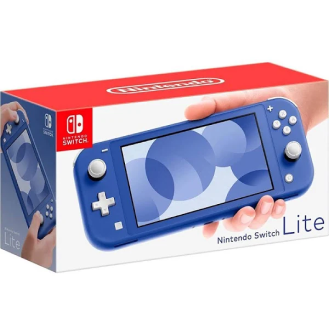 Nintendo
NINTENDO
SWITCH
Nintendo Switch Lite
Lite